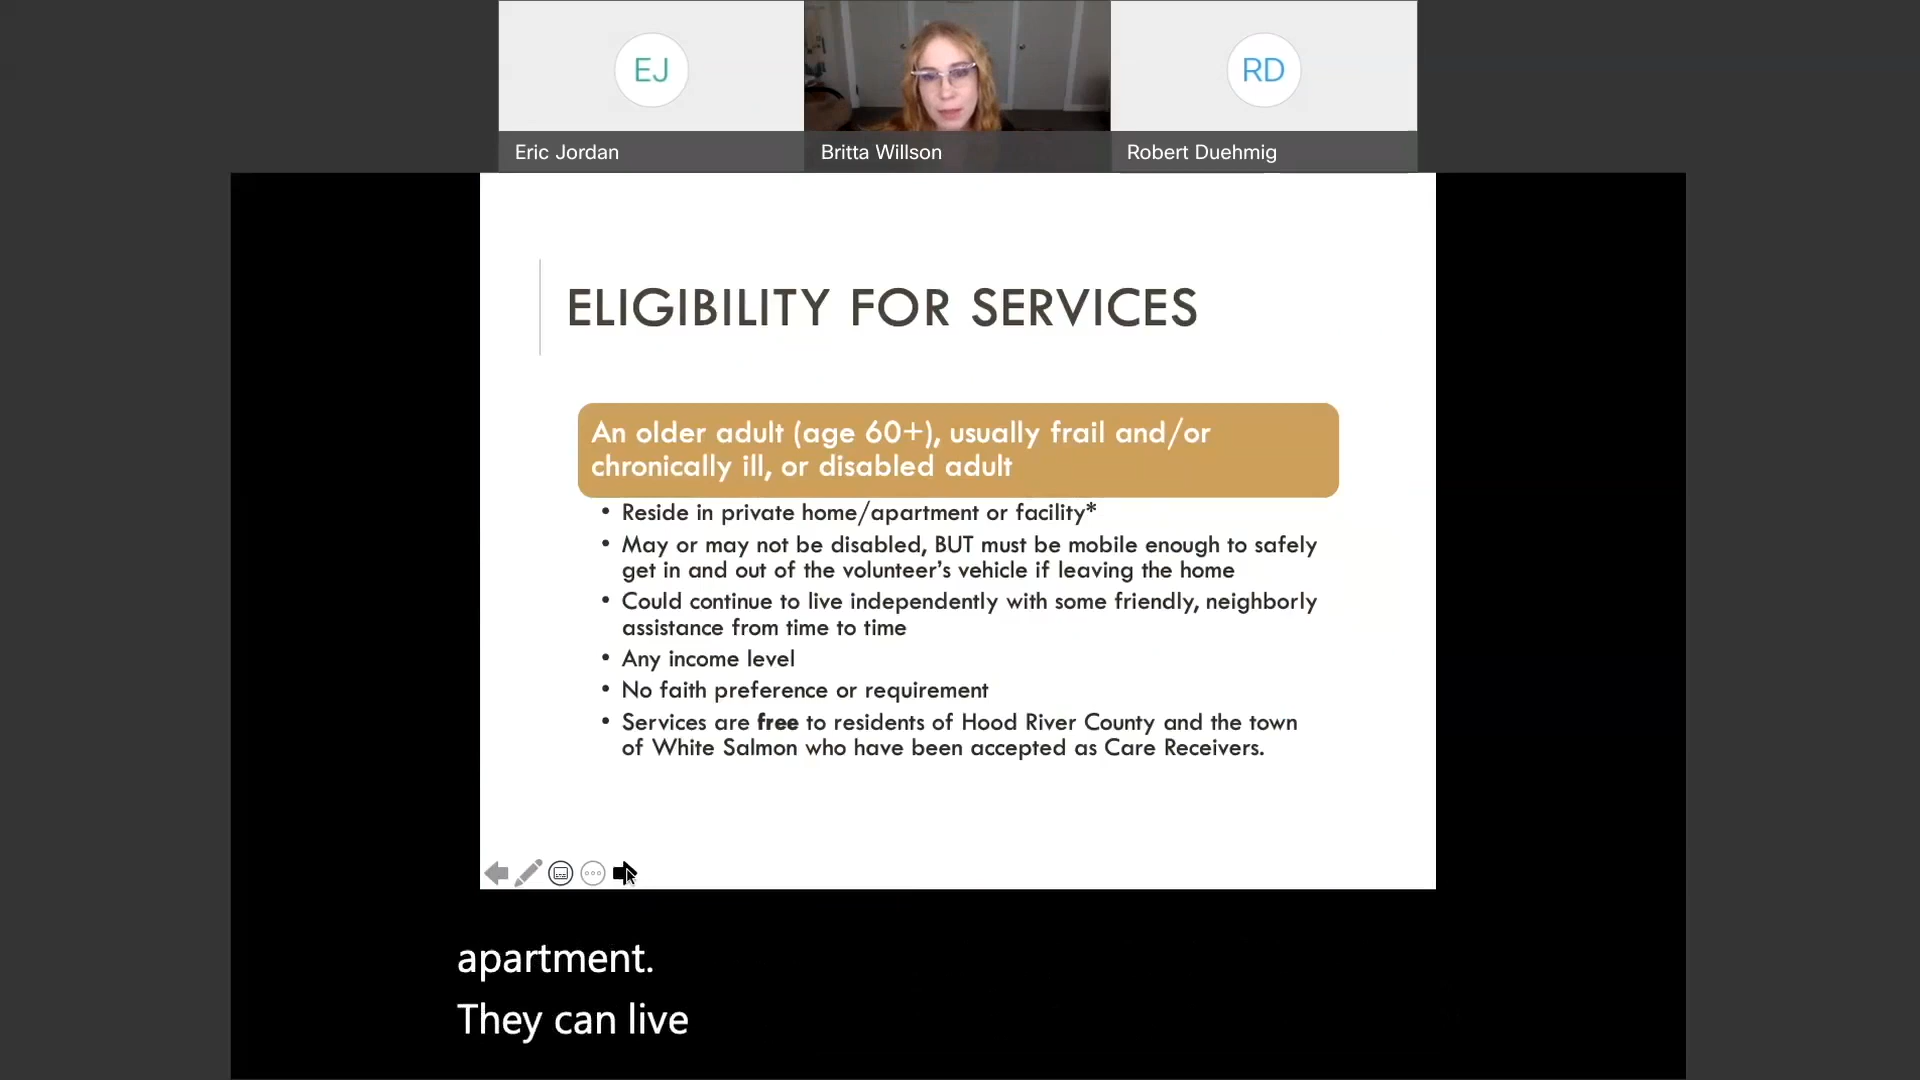 EJ
RD
Eric Jordan
Britta Willson
Robert Duehmig
ELIGIBILITY FOR SERVICES
An older adult (age 60+), usually frail and/or
chronically ill, or disabled adult
• Reside in private home/apartment or facility*
• May or may not be disabled, BUT must be mobile enough to safely
get in and out of the volunteer's vehicle if leaving the home
• Could continue to live independently with some friendly, neighborly
assistance from time to time
• Any income level
• No faith preference or requirement
• Services are free to residents of Hood River County and the town
of White Salmon who have been accepted as Care Receivers.
apartment.
They can live